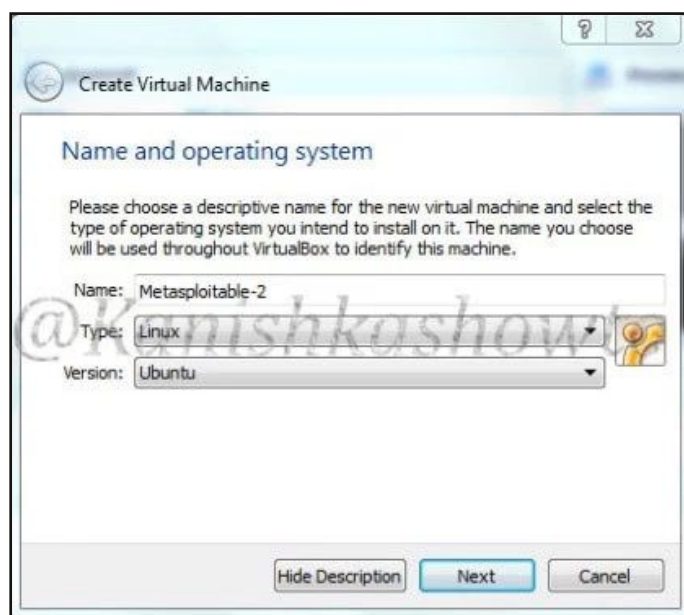 Create Virtual Machine
Name and operating system
Please choose a descriptive name for the new virtual machine and select the
type of operating system you intend to install on it. The name you choose
will be used throughout VirtualBox to identify this machine.
Name: Metasploitable-2
Type: Linux
Version: Ubuntu
Hide Description Next Cancel